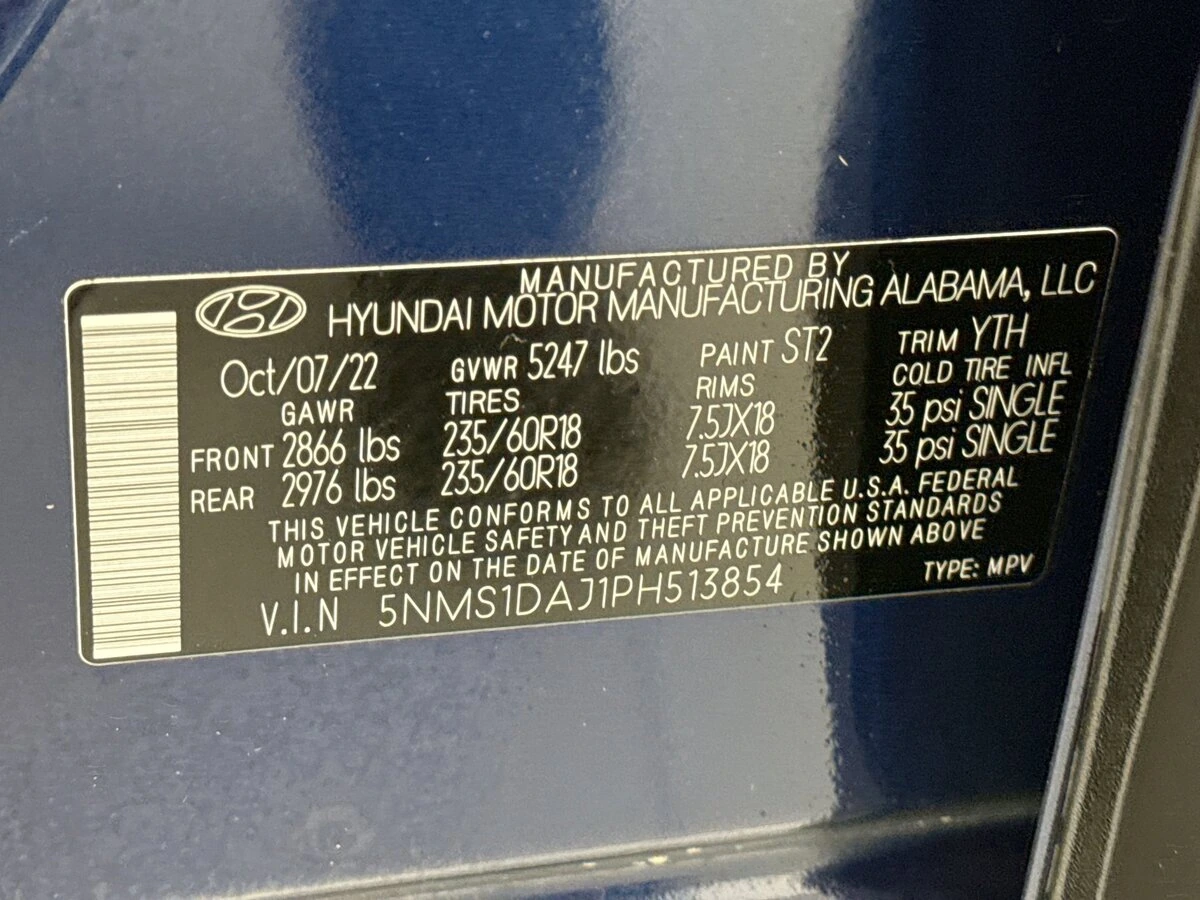 MANUFACTURED BY
HYUNDAI MOTOR MANUFACTURING ALABAMA, LLC
Oct/07/22 GVWR 5247 lbs PAINT ST2 TRIM YTH
GAWR TIRES RIMS COLD TIRE INFL
FRONT 2866 lbs 235/60R18 7.5JX18 35 psi SINGLE
REAR 2976 lbs 235/60R18 7.5JX18 35 psi SINGLE
THIS VEHICLE CONFORMS TO ALL APPLICABLE U.S.A. FEDERAL
MOTOR VEHICLE SAFETY AND THEFT PREVENTION STANDARDS
IN EFFECT ON THE DATE OF MANUFACTURE SHOWN ABOVE
V.I.N 5NMS1DAJ1PH513854 TYPE: MPV